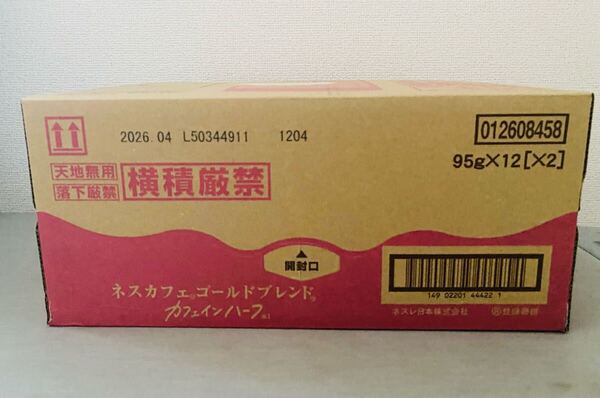 2026.04 L50344911 1204
012608458
95g×12[×2]
天地無用
落下厳禁
横積厳禁
開封口
ネスカフェ®ゴールドブレンド®
カフェインハーフ
149 02201 44422 1
ネスレ日本株式会社